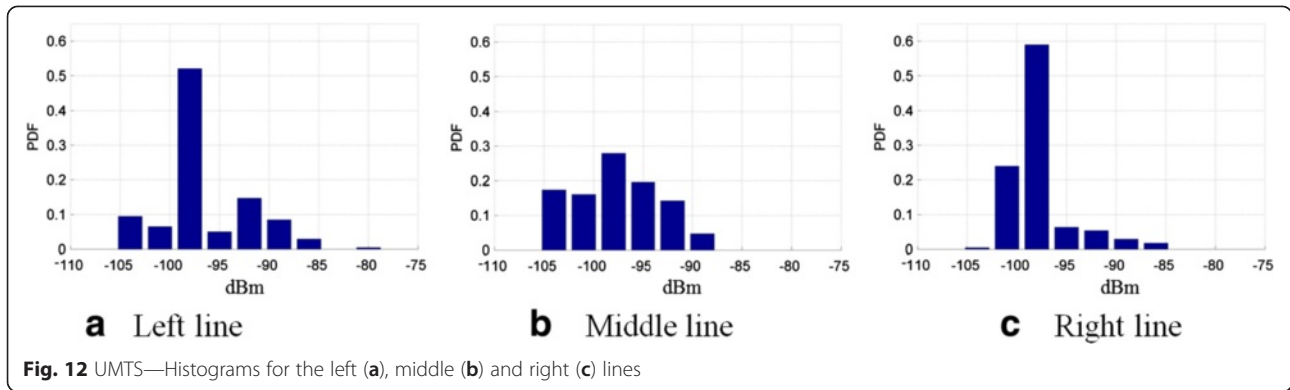 0.6
0.5
0.4
0.3
0.2
0.1
0
PDF
-110 -105 -100 -95 -90 -85 -80 -75
dBm
a Left line
0.6
0.5
0.4
0.3
0.2
0.1
0
PDF
-110 -105 -100 -95 -90 -85 -80 -75
dBm
b Middle line
0.6
0.5
0.4
0.3
0.2
0.1
0
PDF
-110 -105 -100 -95 -90 -85 -80 -75
dBm
c Right line
Fig. 12 UMTS—Histograms for the left (a), middle (b) and right (c) lines